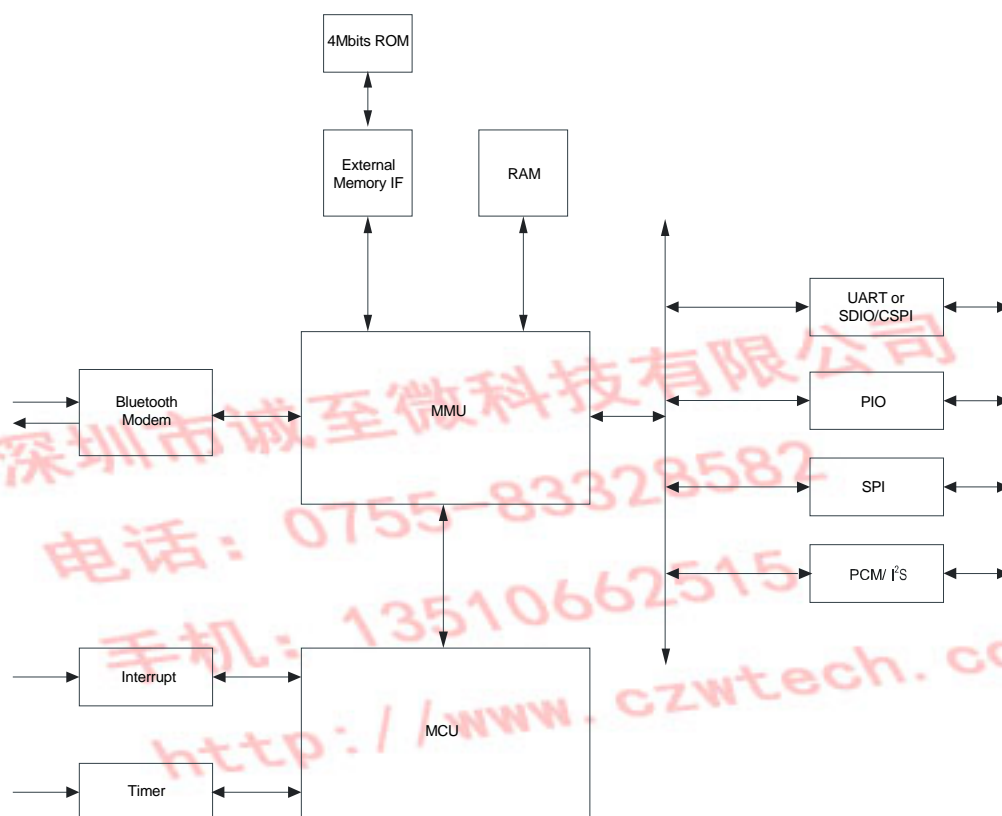 4Mbits ROM
External
Memory IF
RAM
UART or
SDIO/CSPI
Bluetooth
Modem
MMU
PIO
SPI
PCM/ I²S
Interrupt
MCU
Timer
深圳市诚至微科技有限公司
电话：0755-83328582
手机：13510662515
http://www.czwtech.co